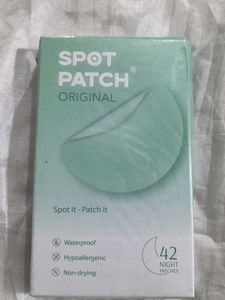 SPOT
PATCH®
ORIGINAL
Spot it - Patch it
Waterproof
Hypoallergenic
Non-drying
42
NIGHT
PATCHES